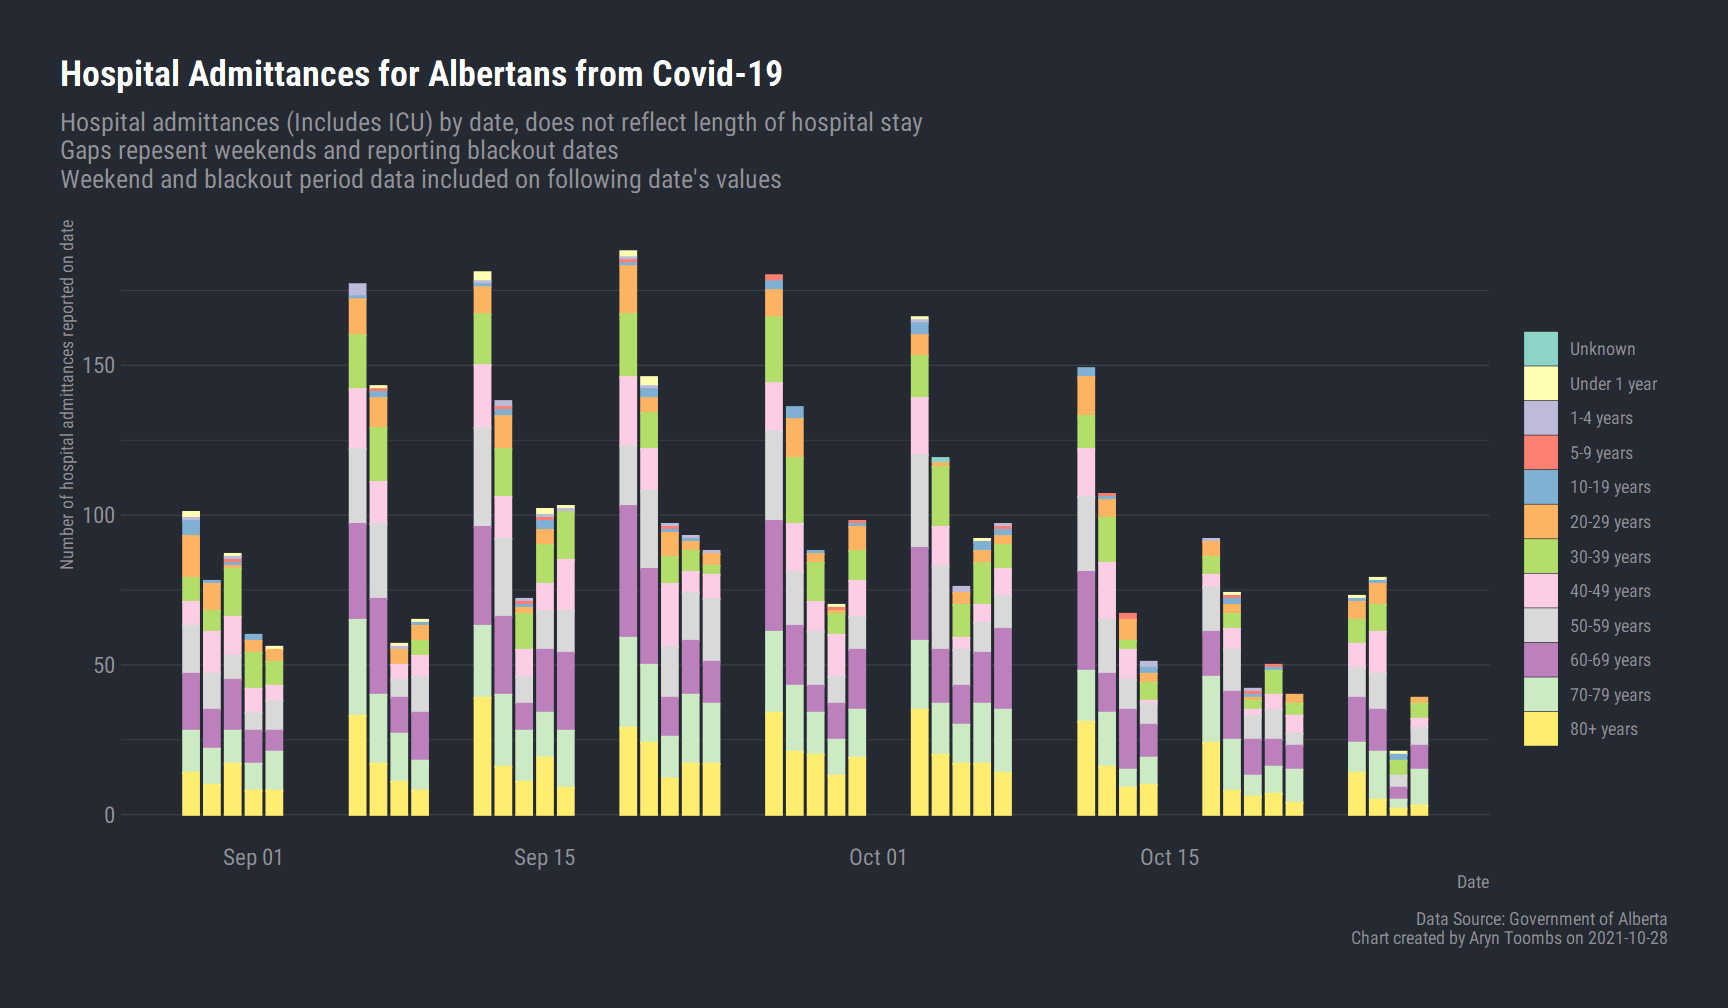 Hospital Admittances for Albertans from Covid-19
Hospital admittances (Includes ICU) by date, does not reflect length of hospital stay
Gaps repesent weekends and reporting blackout dates
Weekend and blackout period data included on following date's values
Number of hospital admittances reported on date
150
100
50
0
Sep 01
Sep 15
Oct 01
Oct 15
Date
Unknown
Under 1 year
1-4 years
5-9 years
10-19 years
20-29 years
30-39 years
40-49 years
50-59 years
60-69 years
70-79 years
80+ years
Data Source: Government of Alberta
Chart created by Aryn Toombs on 2021-10-28